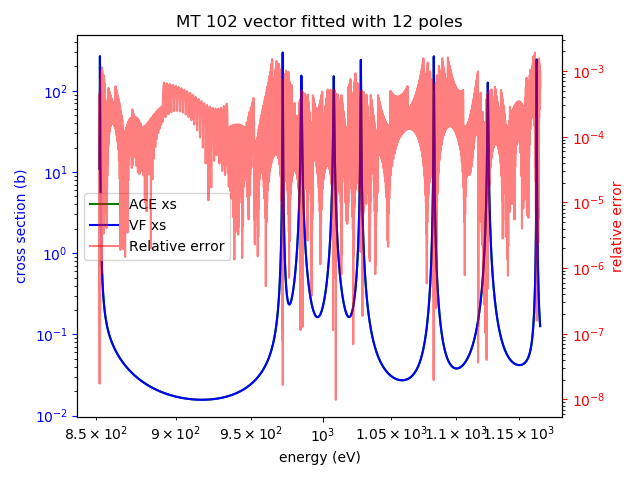 MT 102 vector fitted with 12 poles
10²
10¹
10⁰
10⁻¹
10⁻²
cross section (b)
ACE xs
VF xs
Relative error
10⁻³
10⁻⁴
10⁻⁵
10⁻⁶
10⁻⁷
10⁻⁸
relative error
8.5 × 10² 9 × 10² 9.5 × 10² 10³ 1.05 × 10³ 1.1 × 10³ 1.15 × 10³
energy (eV)